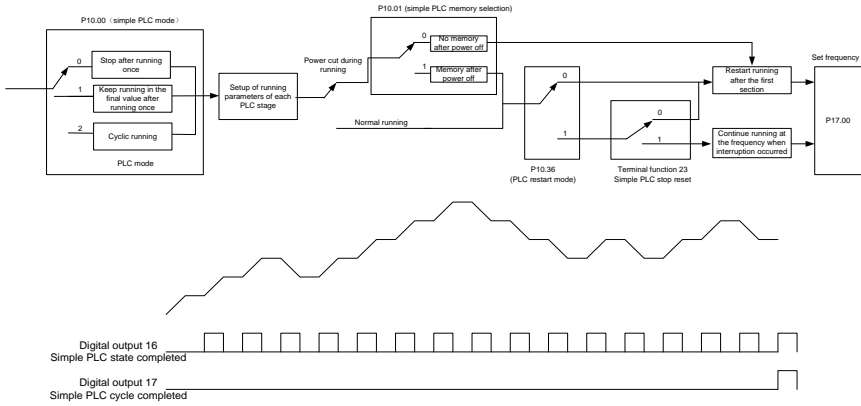 P10.00（simple PLC mode）
P10.01 (simple PLC memory selection)
0
Stop after running
once
1
Keep running in the
final value after
running once
2
Cyclic running
PLC mode
Setup of running
parameters of each
PLC stage
Power cut during
running
0
No memory
after power off
1
Memory after
power off
Normal running
0
1
P10.36
(PLC restart mode)
0
1
Terminal function 23
Simple PLC stop reset
Restart running
after the first
section
Continue running at
the frequency when
interruption occurred
Set frequency
P17.00
Digital output 16
Simple PLC state completed
Digital output 17
Simple PLC cycle completed